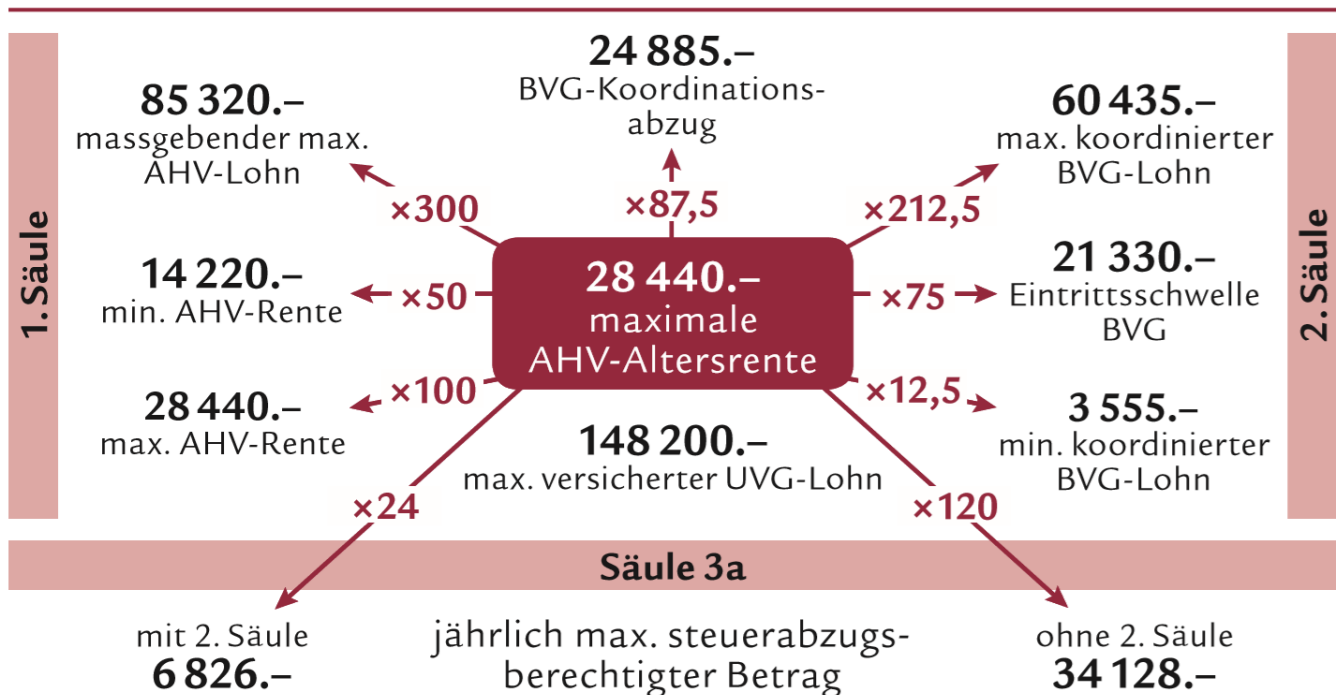 1. Säule
85 320.–
massgebender max.
AHV-Lohn
×300
14 220.–
min. AHV-Rente
×50
28 440.–
max. AHV-Rente
×100
24 885.–
BVG-Koordinations-
abzug
×87,5
28 440.–
maximale
AHV-Altersrente
148 200.–
max. versicherter UVG-Lohn
60 435.–
max. koordinierter
BVG-Lohn
×212,5
21 330.–
Eintrittsschwelle
BVG
×75
3 555.–
min. koordinierter
BVG-Lohn
×12,5
2. Säule
×24
×120
Säule 3a
mit 2. Säule
6 826.–
jährlich max. steuerabzugs-
berechtigter Betrag
ohne 2. Säule
34 128.–